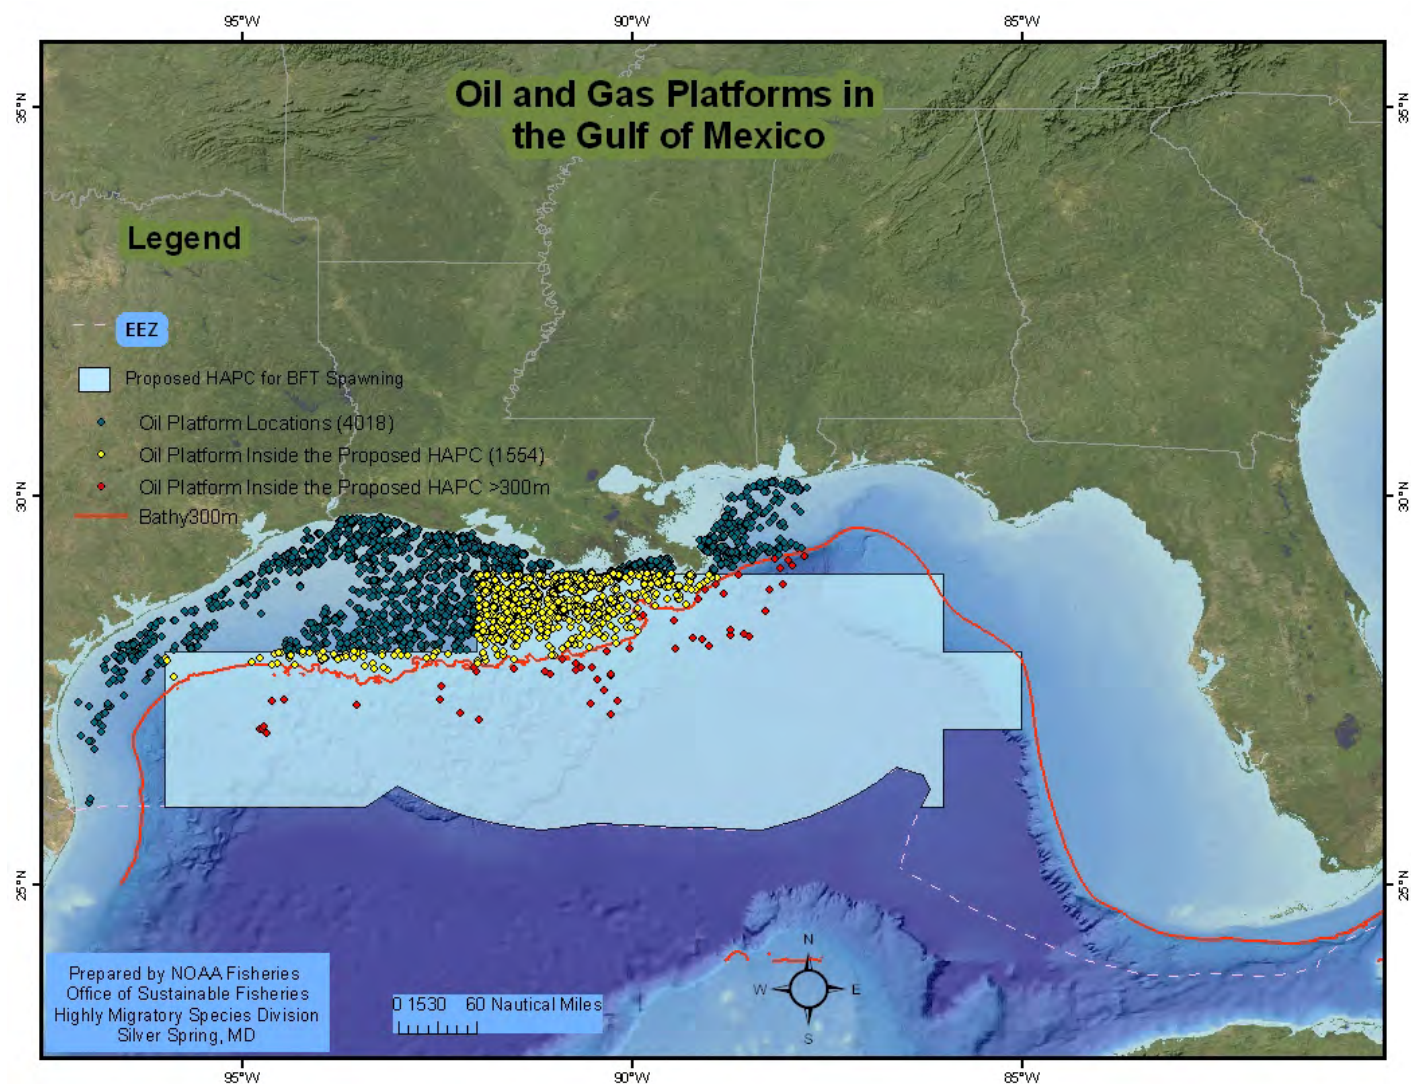 95°W 90°W 85°W
35°N 35°N
Oil and Gas Platforms in
the Gulf of Mexico
Legend
EEZ
Proposed HAPC for BFT Spawning
Oil Platform Locations (4018)
Oil Platform Inside the Proposed HAPC (1554)
Oil Platform Inside the Proposed HAPC >300m
Bathy300m
30°N 30°N
25°N 25°N
N
W E
S
Prepared by NOAA Fisheries
Office of Sustainable Fisheries
Highly Migratory Species Division
Silver Spring, MD
0 1530 60 Nautical Miles
95°W 90°W 85°W